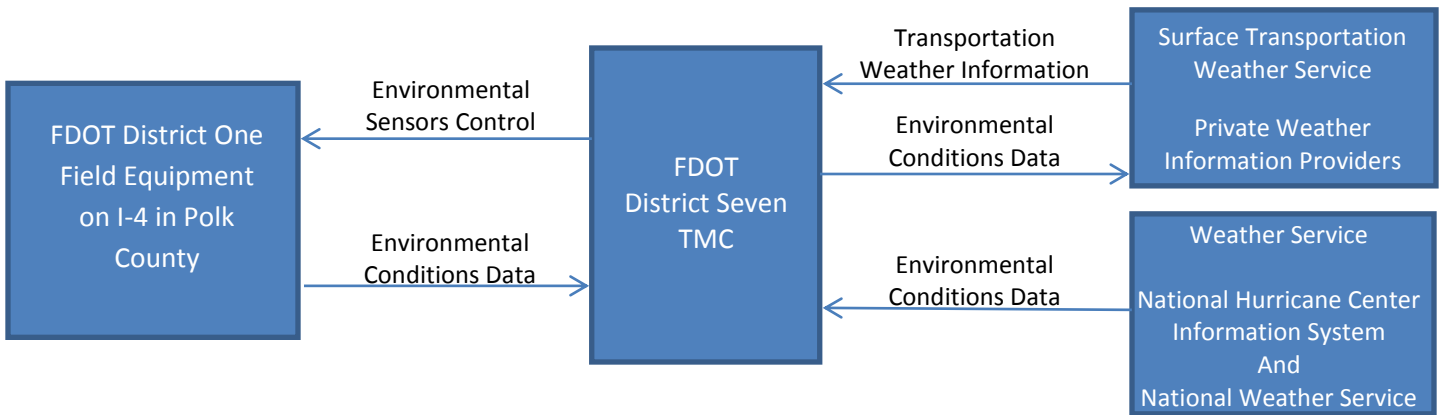 FDOT District One
Field Equipment
on I-4 in Polk
County
Environmental
Sensors Control
Environmental
Conditions Data
FDOT
District Seven
TMC
Transportation
Weather Information
Environmental
Conditions Data
Environmental
Conditions Data
Surface Transportation
Weather Service
Private Weather
Information Providers
Weather Service
National Hurricane Center
Information System
And
National Weather Service